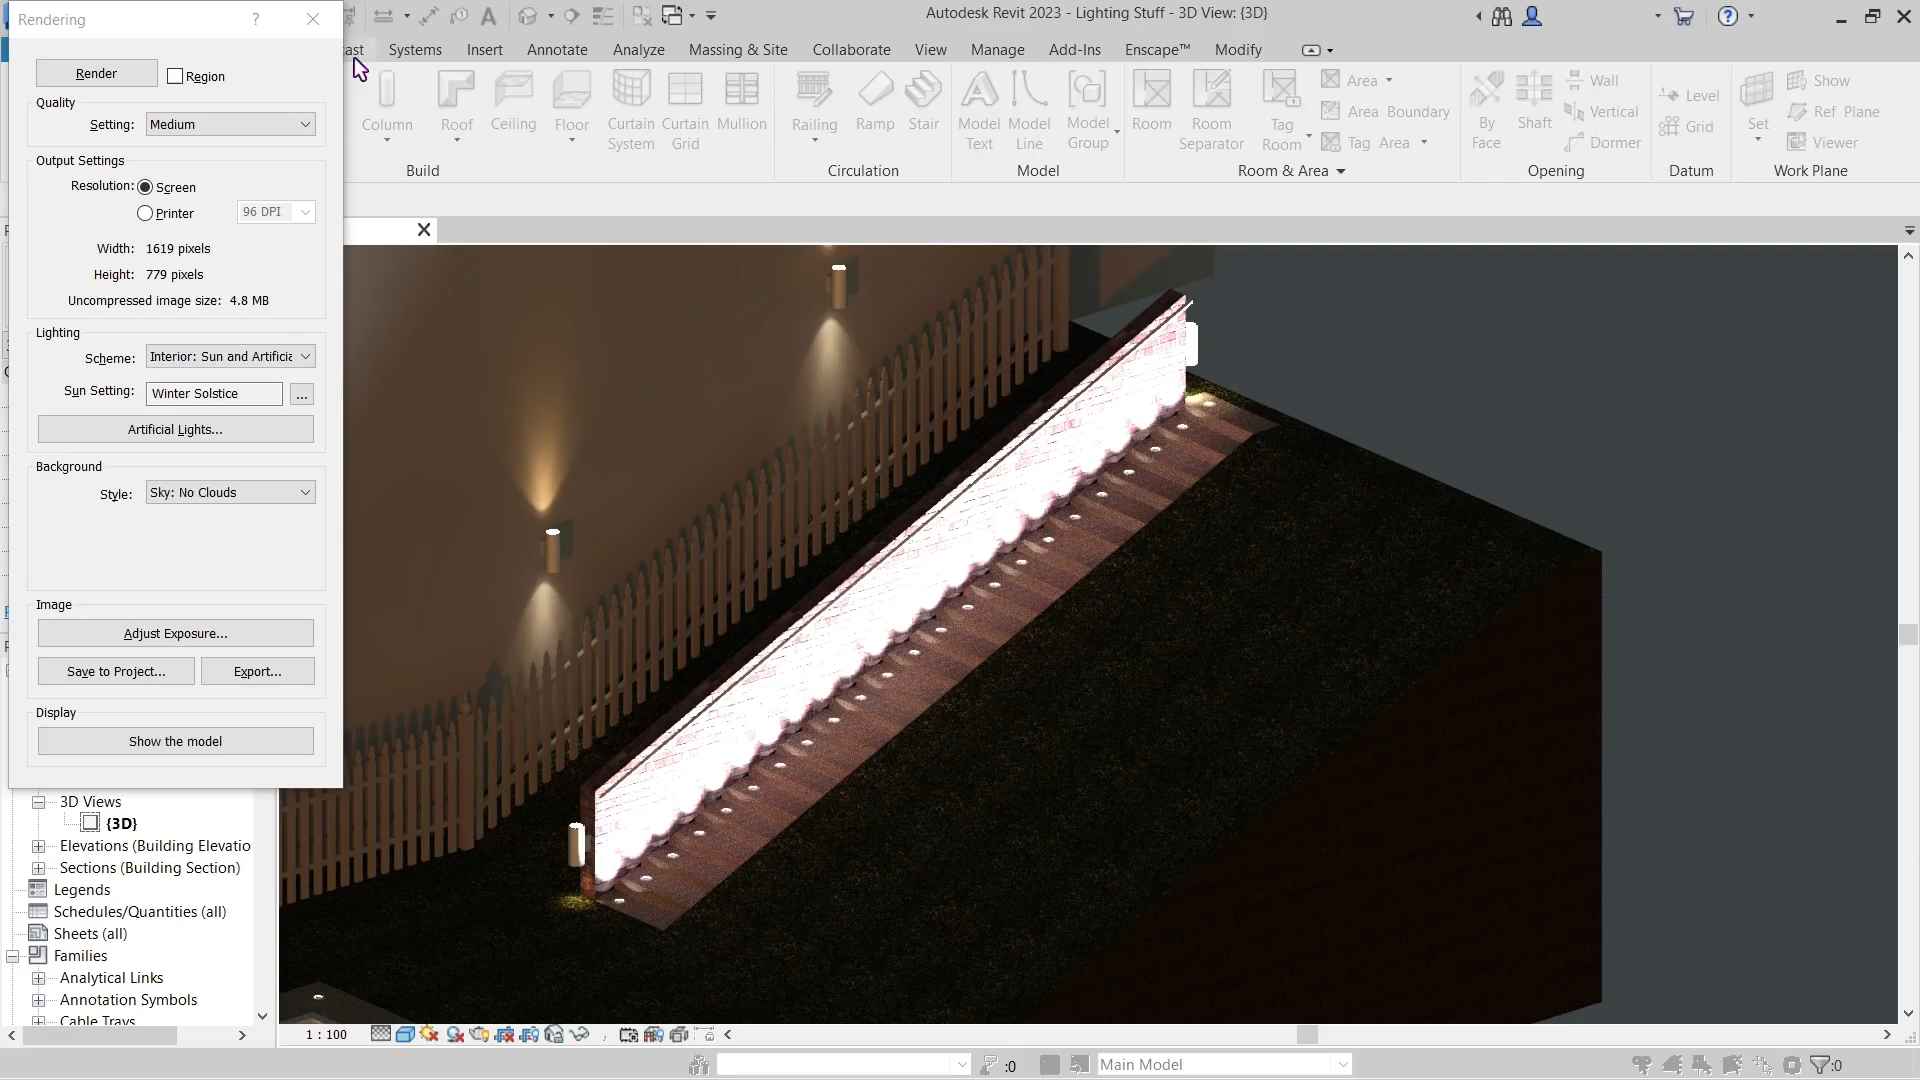 Rendering
?
Autodesk Revit 2023 - Lighting Stuff - 3D View: {3D}
Systems
Insert
Annotate
Analyze
Massing & Site
Collaborate
View
Manage
Add-Ins
Enscape™
Modify
Column
Roof
Ceiling
Floor
Curtain
System
Curtain
Grid
Mullion
Railing
Ramp
Stair
Model
Text
Model
Line
Model
Group
Room
Room
Separator
Tag
Room
Area
Area Boundary
Tag Area
By
Face
Shaft
Wall
Vertical
Dormer
Level
Grid
Set
Show
Ref Plane
Viewer
Build
Circulation
Model
Room & Area
Opening
Datum
Work Plane
Render
Region
Quality
Setting: Medium
Output Settings
Resolution: Screen
Printer 96 DPI
Width: 1619 pixels
Height: 779 pixels
Uncompressed image size: 4.8 MB
Lighting
Scheme: Interior: Sun and Artificia
Sun Setting: Winter Solstice ...
Artificial Lights...
Background
Style: Sky: No Clouds
Image
Adjust Exposure...
Save to Project... Export...
Display
Show the model
3D Views
{3D}
Elevations (Building Elevatio
Sections (Building Section)
Legends
Schedules/Quantities (all)
Sheets (all)
Families
Analytical Links
Annotation Symbols
Cable Trays
1 : 100
:0
Main Model
:0